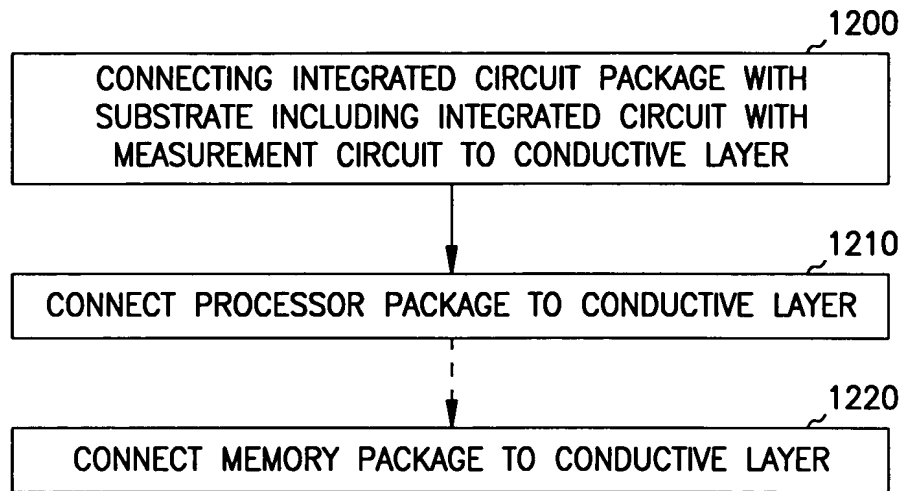 1200
CONNECTING INTEGRATED CIRCUIT PACKAGE WITH
SUBSTRATE INCLUDING INTEGRATED CIRCUIT WITH
MEASUREMENT CIRCUIT TO CONDUCTIVE LAYER
1210
CONNECT PROCESSOR PACKAGE TO CONDUCTIVE LAYER
1220
CONNECT MEMORY PACKAGE TO CONDUCTIVE LAYER